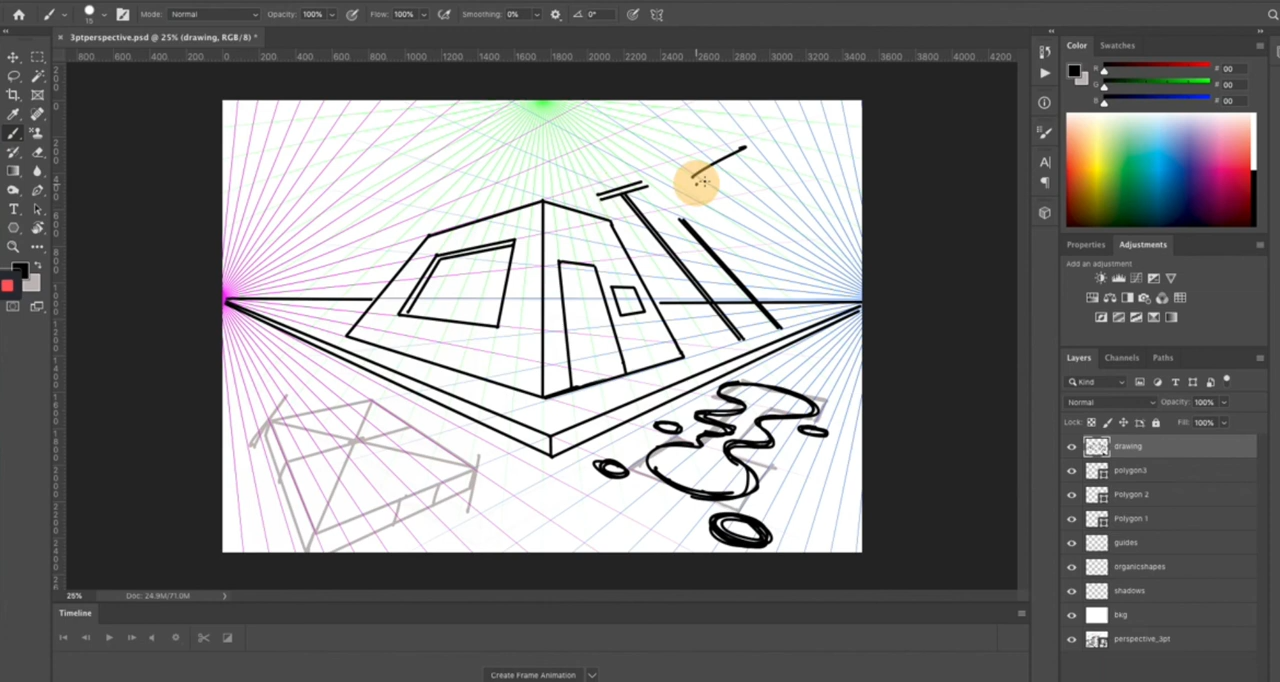 15 Mode: Normal Opacity: 100% Flow: 100% Smoothing: 0% 0°
× 3ptperspective.psd @ 25% (drawing, RGB/8) *
800 600 400 200 0 200 400 600 800 1000 1200 1400 1600 1800 2000 2200 2400 2600 2800 3000 3200 3400 3600 3800 4000 4200
Color Swatches
R 00
G 00
B 00
Properties Adjustments
Add an adjustment
Layers Channels Paths
Kind
Normal Opacity: 100%
Lock: Fill: 100%
drawing
polygon3
Polygon 2
Polygon 1
guides
organicshapes
shadows
bkg
perspective_3pt
25% Doc: 24.9M/71.0M
Timeline
Create Frame Animation